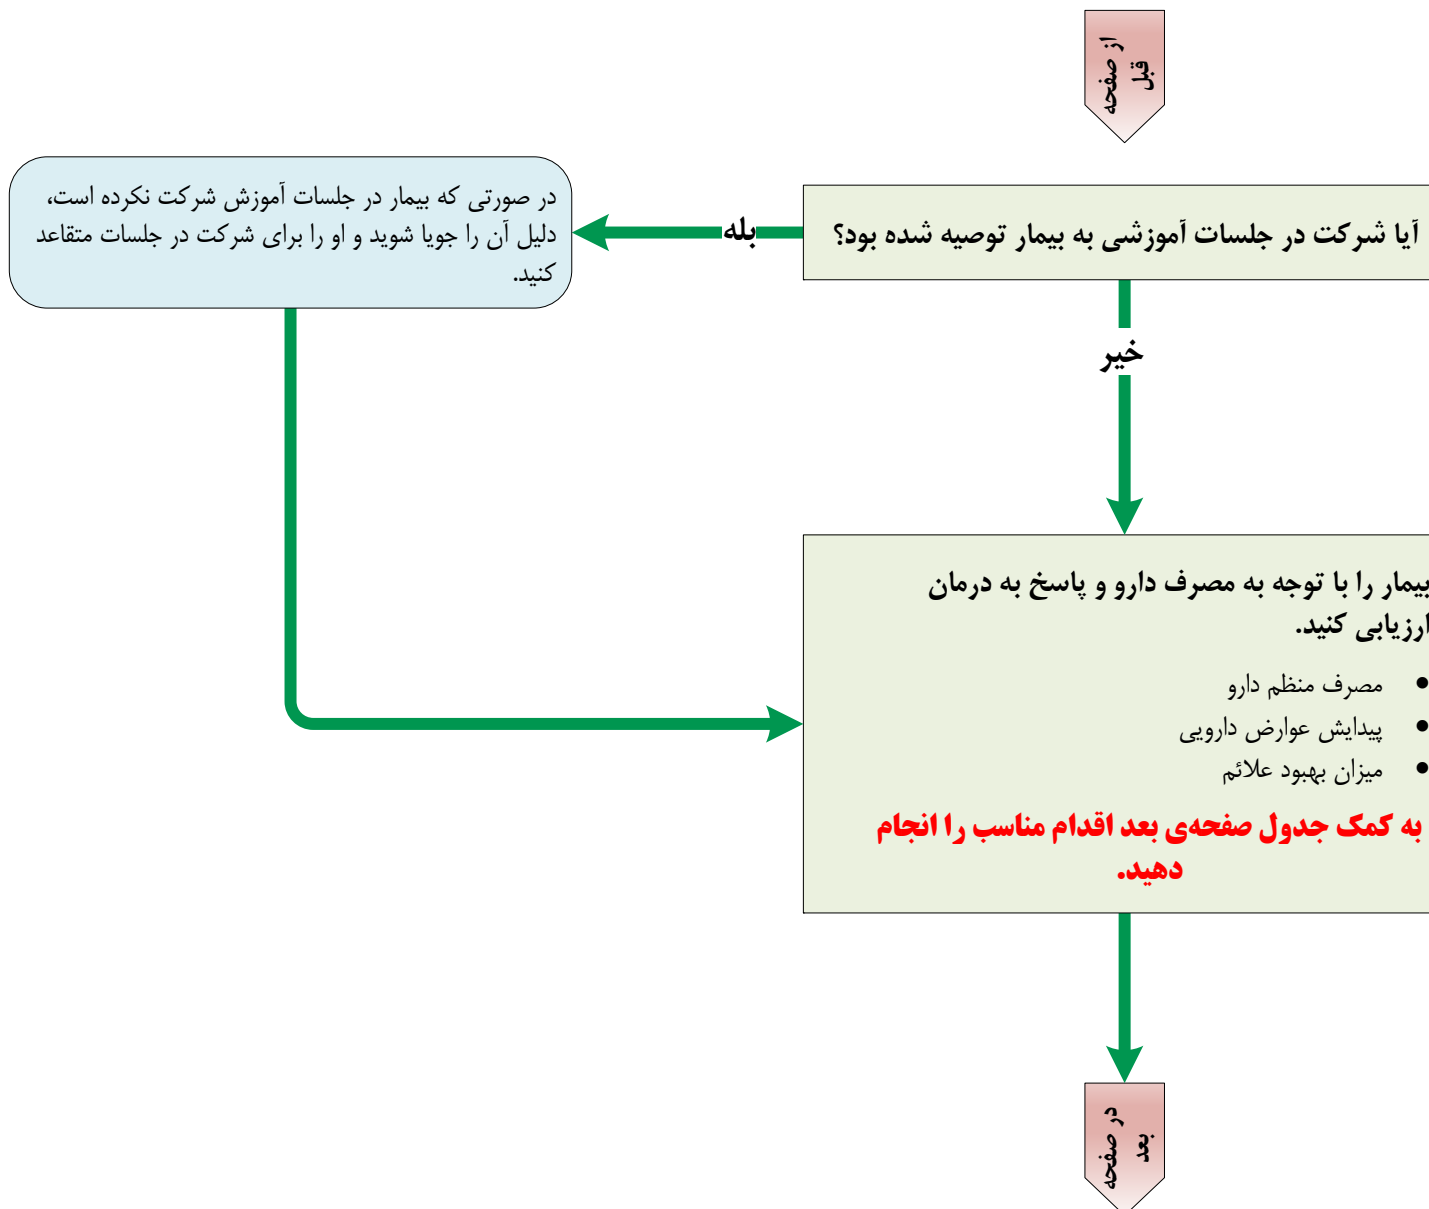 از صفحه
قبل
آیا شرکت در جلسات آموزشی به بیمار توصیه شده بود؟
بله
در صورتی که بیمار در جلسات آموزش شرکت نکرده است،
دلیل آن را جویا شوید و او را برای شرکت در جلسات متقاعد
کنید.
خیر
بیمار را با توجه به مصرف دارو و پاسخ به درمان
ارزیابی کنید.
• مصرف منظم دارو
• پیدایش عوارض دارویی
• میزان بهبود علائم
به کمک جدول صفحه‌ی بعد اقدام مناسب را انجام
دهید.
در صفحه
بعد